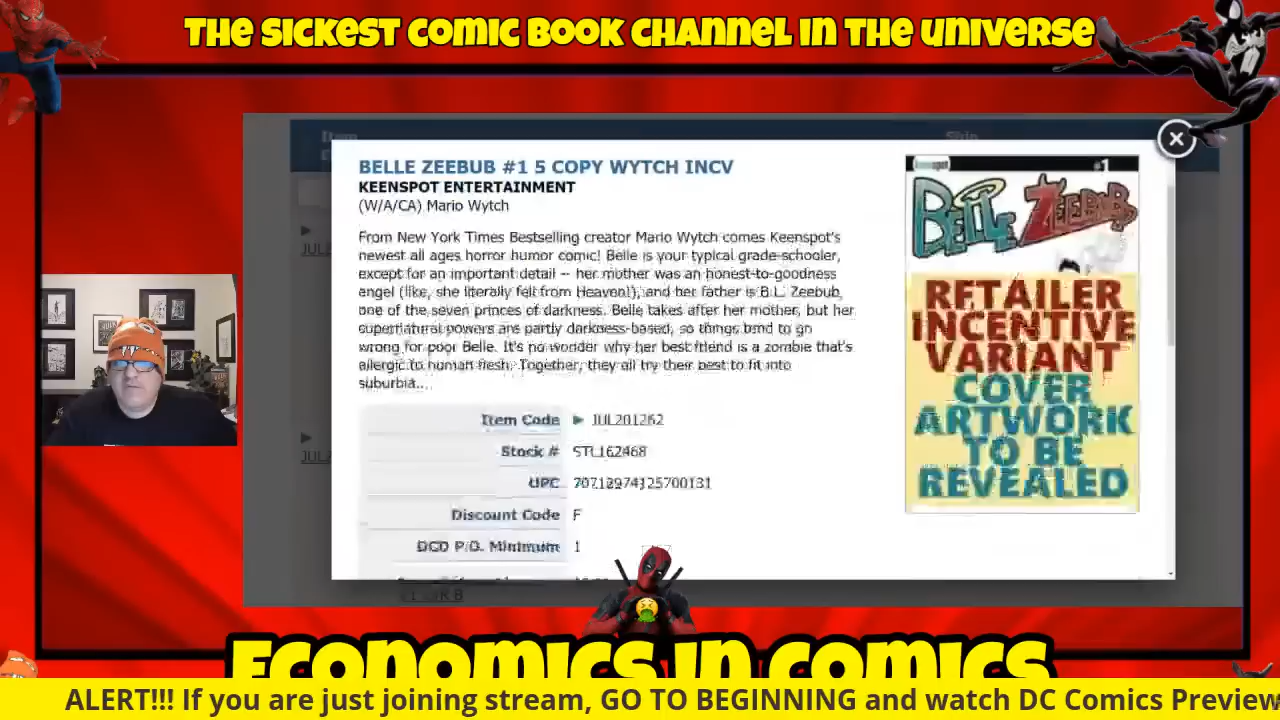 THE SICKEST COMIC BOOK CHANNEL IN THE UNIVERSE
Item
Ship
BELLE ZEEBUB #1 5 COPY WYTCH INCV
KEENSPOT ENTERTAINMENT
(W/A/CA) Mario Wytch
From New York Times Bestselling creator Mario Wytch comes Keenspot's
newest all ages horror humor comic! Belle is your typical grade-schooler,
except for an important detail -- her mother was an honest-to-goodness
angel (like, she literally fell from Heaven!), and her father is B.L. Zeebub,
one of the seven princes of darkness. Belle takes after her mother, but her
supernatural powers are partly darkness-based, so things tend to go
wrong for poor Belle. It's no wonder why her best friend is a zombie that's
allergic to human flesh. Together, they all try their best to fit into
suburbia...
Item Code JUL201262
Stock # STL162468
UPC 70713974125700131
Discount Code F
DCD P.O. Minimum 1
#1
BELLE ZEEBUB
RETAILER
INCENTIVE
VARIANT
COVER
ARTWORK
TO BE
REVEALED
ECONOMICS IN COMICS
ALERT!!! If you are just joining stream, GO TO BEGINNING and watch DC Comics Preview